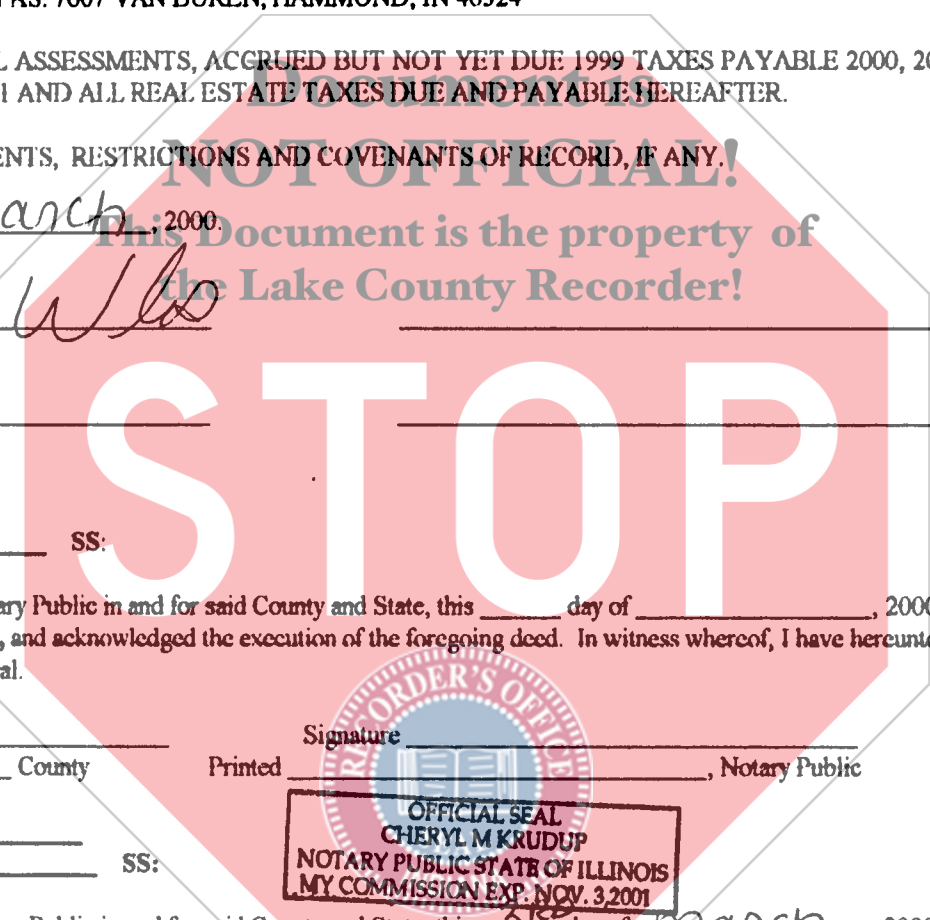 AS: 7007 VAN BUREN, HAMMOND, IN 46324
ASSESSMENTS, ACCRUED BUT NOT YET DUE 1999 TAXES PAYABLE 2000, 20
1 AND ALL REAL ESTATE TAXES DUE AND PAYABLE HEREAFTER.
Document is
NOT OFFICIAL!
This Document is the property of
the Lake County Recorder!
ENTS, RESTRICTIONS AND COVENANTS OF RECORD, IF ANY.
arch, 2000.
STOP
SS:
ary Public in and for said County and State, this ______ day of ____________, 2000
, and acknowledged the execution of the foregoing deed. In witness whereof, I have hereunto
al.
RECORDER'S OFFICE
Signature
County Printed ____________, Notary Public
OFFICIAL SEAL
CHERYL M KRUDUP
NOTARY PUBLIC STATE OF ILLINOIS
MY COMMISSION EXP. NOV. 3,2001
SS: